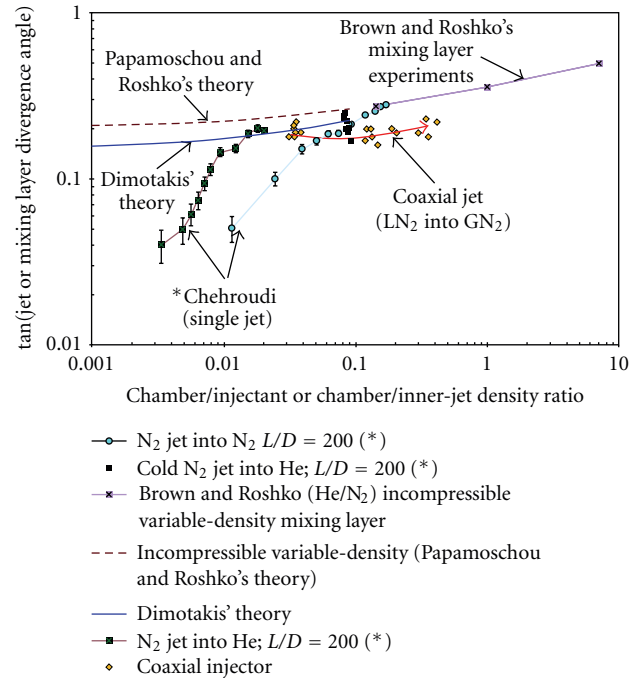 1
0.1
0.01
tan(jet or mixing layer divergence angle)
Papamoschou and
Roshko's theory
Brown and Roshko's
mixing layer
experiments
Dimotakis'
theory
Coaxial jet
(LN₂ into GN₂)
*Chehroudi
(single jet)
0.001 0.01 0.1 1 10
Chamber/injectant or chamber/inner-jet density ratio
N₂ jet into N₂ L/D = 200 (*)
Cold N₂ jet into He; L/D = 200 (*)
Brown and Roshko (He/N₂) incompressible
variable-density mixing layer
Incompressible variable-density (Papamoschou
and Roshko's theory)
Dimotakis' theory
N₂ jet into He; L/D = 200 (*)
Coaxial injector